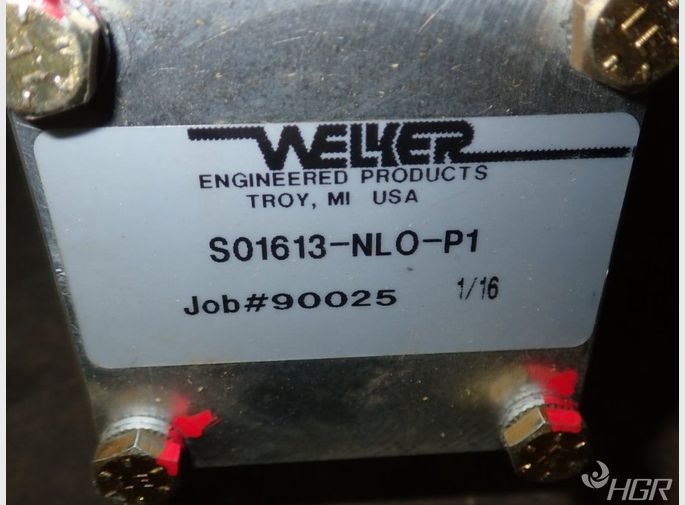 WELKER
ENGINEERED PRODUCTS
TROY, MI USA
S01613-NLO-P1
Job#90025 1/16
HGR